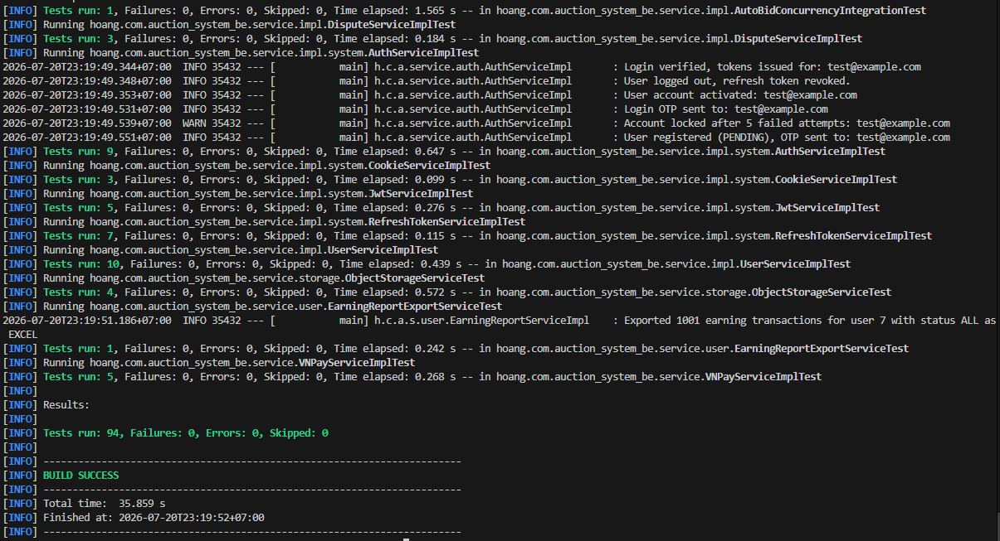 [INFO] Tests run: 1, Failures: 0, Errors: 0, Skipped: 0, Time elapsed: 1.565 s -- in hoang.com.auction_system_be.service.impl.AutoBidConcurrencyIntegrationTest
[INFO] Running hoang.com.auction_system_be.service.impl.DisputeServiceImplTest
[INFO] Tests run: 3, Failures: 0, Errors: 0, Skipped: 0, Time elapsed: 0.184 s -- in hoang.com.auction_system_be.service.impl.DisputeServiceImplTest
[INFO] Running hoang.com.auction_system_be.service.impl.system.AuthServiceImplTest
2026-07-20T23:19:49.344+07:00  INFO 35432 --- [           main] h.c.a.service.auth.AuthServiceImpl       : Login verified, tokens issued for: test@example.com
2026-07-20T23:19:49.348+07:00  INFO 35432 --- [           main] h.c.a.service.auth.AuthServiceImpl       : User logged out, refresh token revoked.
2026-07-20T23:19:49.353+07:00  INFO 35432 --- [           main] h.c.a.service.auth.AuthServiceImpl       : User account activated: test@example.com
2026-07-20T23:19:49.531+07:00  INFO 35432 --- [           main] h.c.a.service.auth.AuthServiceImpl       : Login OTP sent to: test@example.com
2026-07-20T23:19:49.539+07:00  WARN 35432 --- [           main] h.c.a.service.auth.AuthServiceImpl       : Account locked after 5 failed attempts: test@example.com
2026-07-20T23:19:49.551+07:00  INFO 35432 --- [           main] h.c.a.service.auth.AuthServiceImpl       : User registered (PENDING), OTP sent to: test@example.com
[INFO] Tests run: 9, Failures: 0, Errors: 0, Skipped: 0, Time elapsed: 0.647 s -- in hoang.com.auction_system_be.service.impl.system.AuthServiceImplTest
[INFO] Running hoang.com.auction_system_be.service.impl.system.CookieServiceImplTest
[INFO] Tests run: 3, Failures: 0, Errors: 0, Skipped: 0, Time elapsed: 0.099 s -- in hoang.com.auction_system_be.service.impl.system.CookieServiceImplTest
[INFO] Running hoang.com.auction_system_be.service.impl.system.JwtServiceImplTest
[INFO] Tests run: 5, Failures: 0, Errors: 0, Skipped: 0, Time elapsed: 0.276 s -- in hoang.com.auction_system_be.service.impl.system.JwtServiceImplTest
[INFO] Running hoang.com.auction_system_be.service.impl.system.RefreshTokenServiceImplTest
[INFO] Tests run: 7, Failures: 0, Errors: 0, Skipped: 0, Time elapsed: 0.115 s -- in hoang.com.auction_system_be.service.impl.system.RefreshTokenServiceImplTest
[INFO] Running hoang.com.auction_system_be.service.impl.UserServiceImplTest
[INFO] Tests run: 10, Failures: 0, Errors: 0, Skipped: 0, Time elapsed: 0.439 s -- in hoang.com.auction_system_be.service.impl.UserServiceImplTest
[INFO] Running hoang.com.auction_system_be.service.storage.ObjectStorageServiceTest
[INFO] Tests run: 4, Failures: 0, Errors: 0, Skipped: 0, Time elapsed: 0.572 s -- in hoang.com.auction_system_be.service.storage.ObjectStorageServiceTest
[INFO] Running hoang.com.auction_system_be.service.user.EarningReportExportServiceTest
2026-07-20T23:19:51.186+07:00  INFO 35432 --- [           main] h.c.a.s.user.EarningReportServiceImpl    : Exported 1001 earning transactions for user 7 with status ALL as
EXCEL
[INFO] Tests run: 1, Failures: 0, Errors: 0, Skipped: 0, Time elapsed: 0.242 s -- in hoang.com.auction_system_be.service.user.EarningReportExportServiceTest
[INFO] Running hoang.com.auction_system_be.service.VNPayServiceImplTest
[INFO] Tests run: 5, Failures: 0, Errors: 0, Skipped: 0, Time elapsed: 0.268 s -- in hoang.com.auction_system_be.service.VNPayServiceImplTest
[INFO]
[INFO] Results:
[INFO]
[INFO] Tests run: 94, Failures: 0, Errors: 0, Skipped: 0
[INFO]
[INFO] ------------------------------------------------------------------------
[INFO] BUILD SUCCESS
[INFO] ------------------------------------------------------------------------
[INFO] Total time:  35.859 s
[INFO] Finished at: 2026-07-20T23:19:52+07:00
[INFO] ------------------------------------------------------------------------